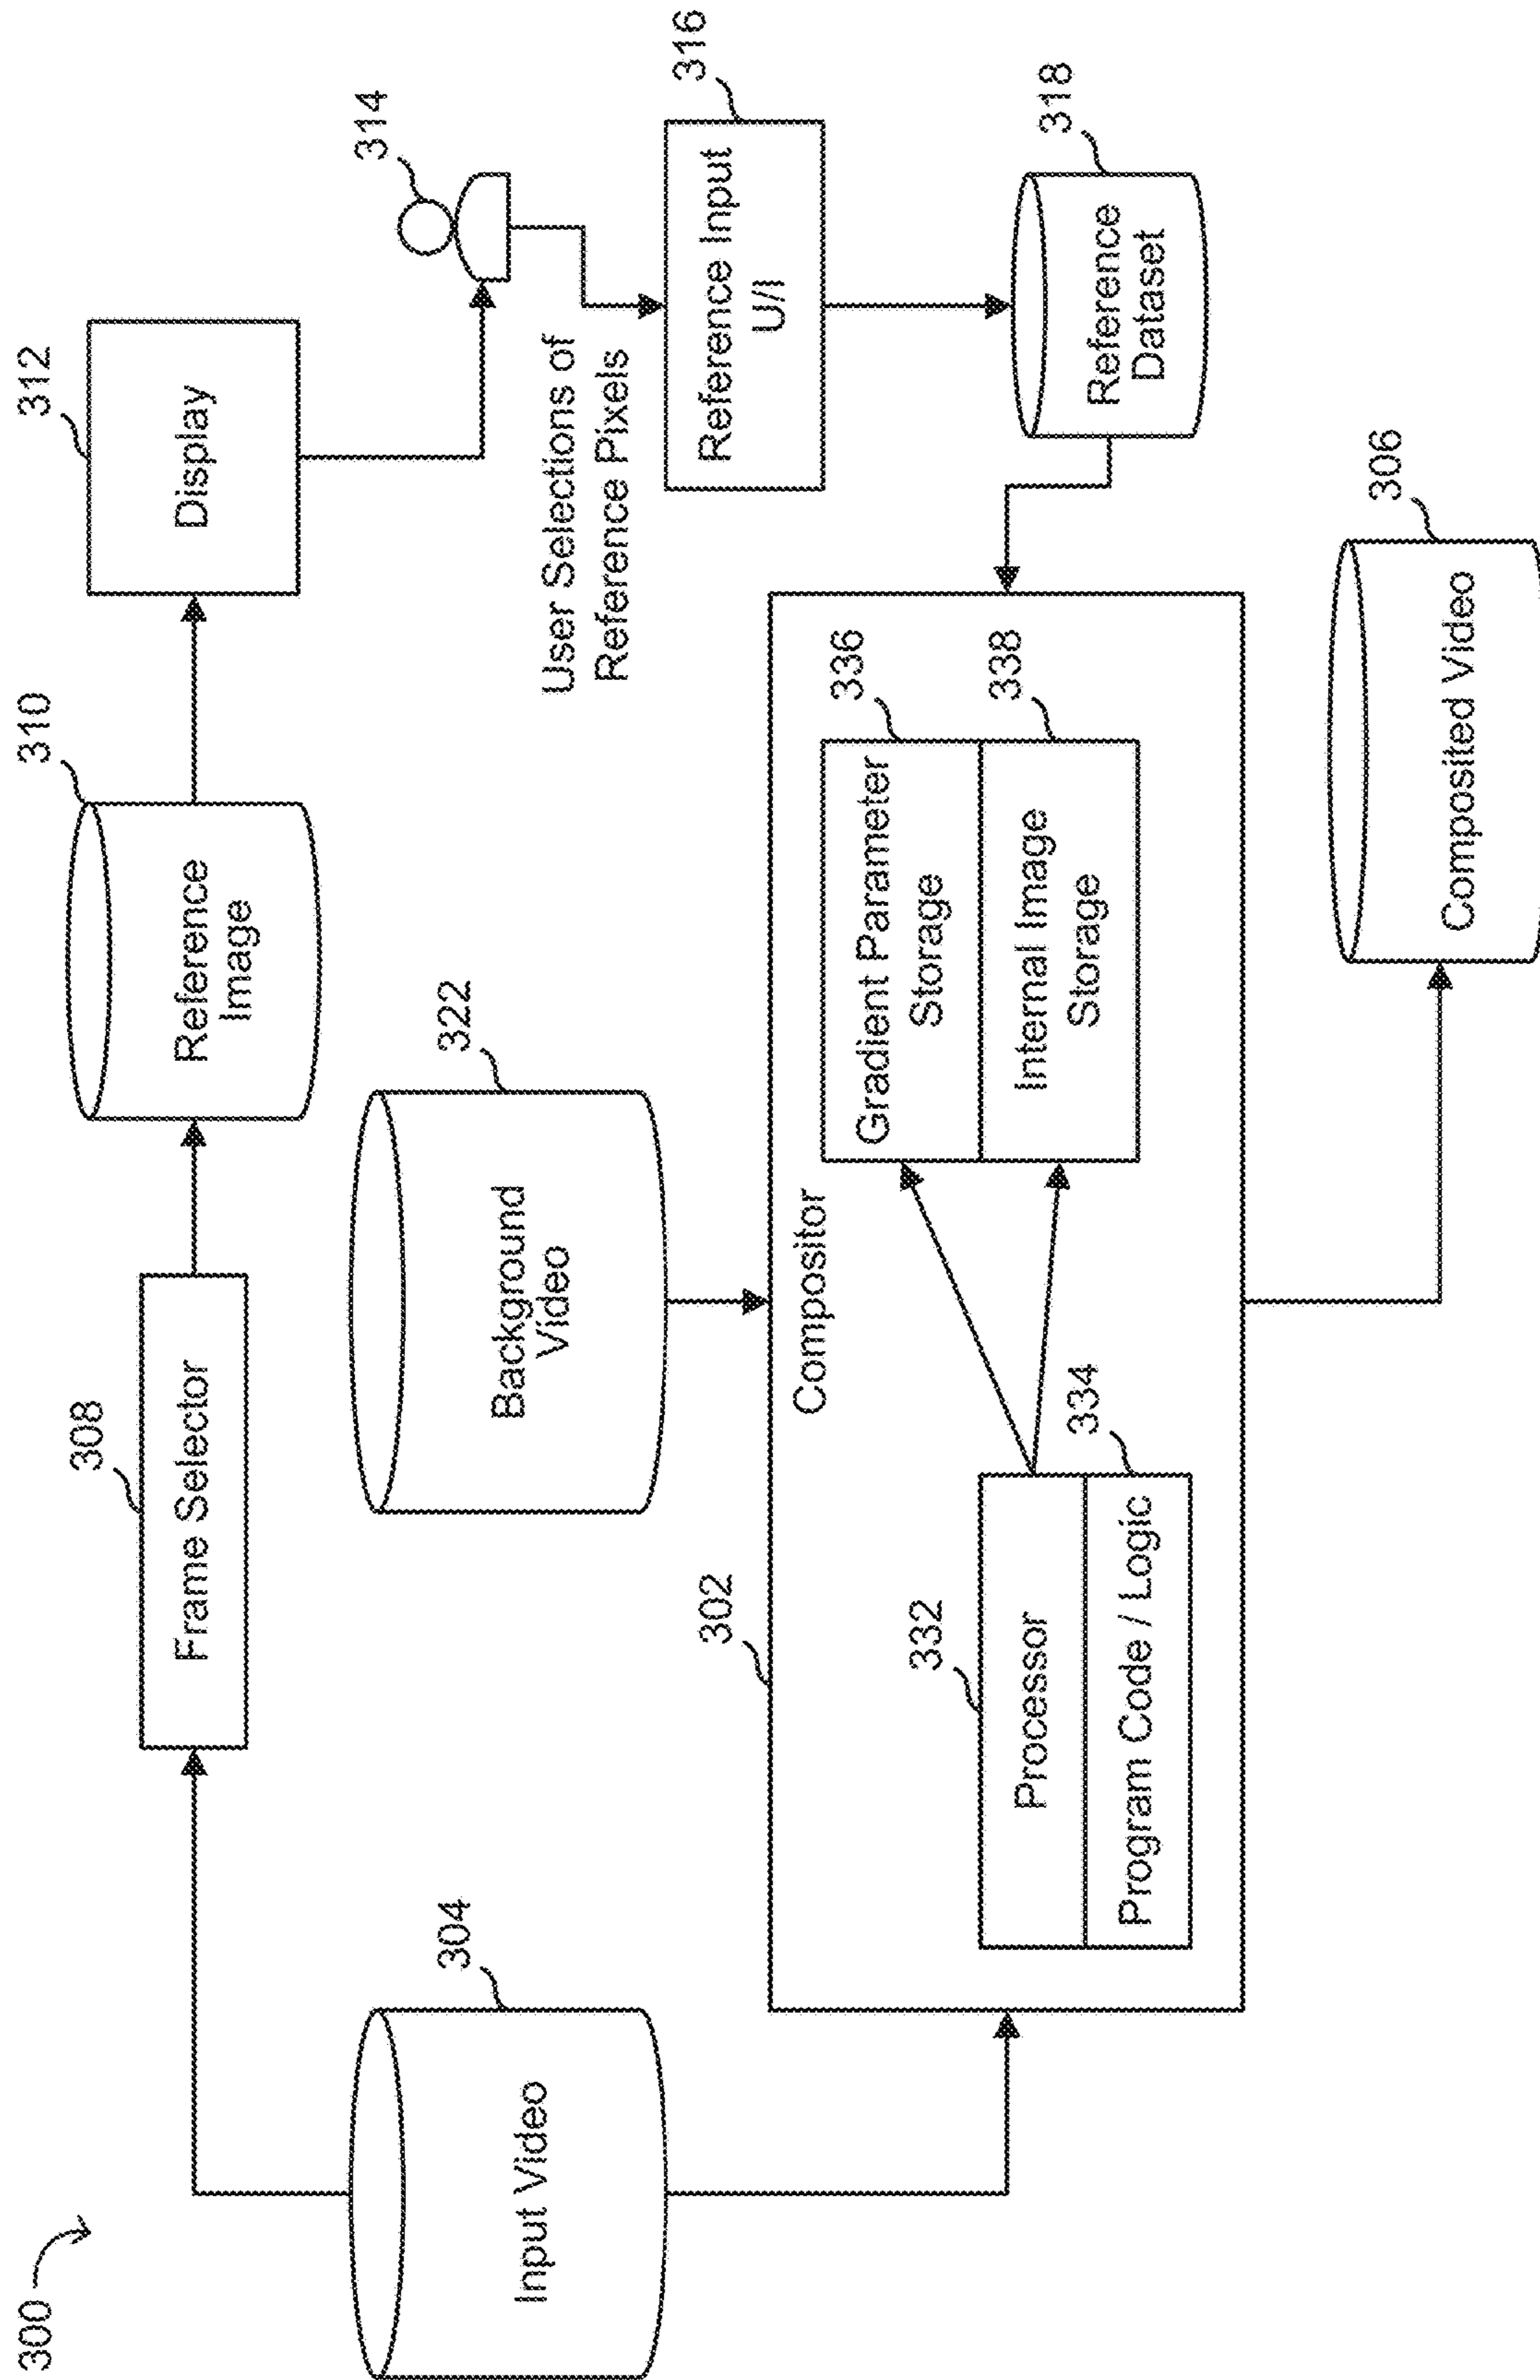 300
308
Frame Selector
310
Reference
Image
312
Display
314
User Selections of
Reference Pixels
316
Reference Input
U/I
318
Reference
Dataset
304
Input Video
322
Background
Video
302
Compositor
332
Processor
334
Program Code / Logic
336
Gradient Parameter
Storage
338
Internal Image
Storage
306
Composited Video